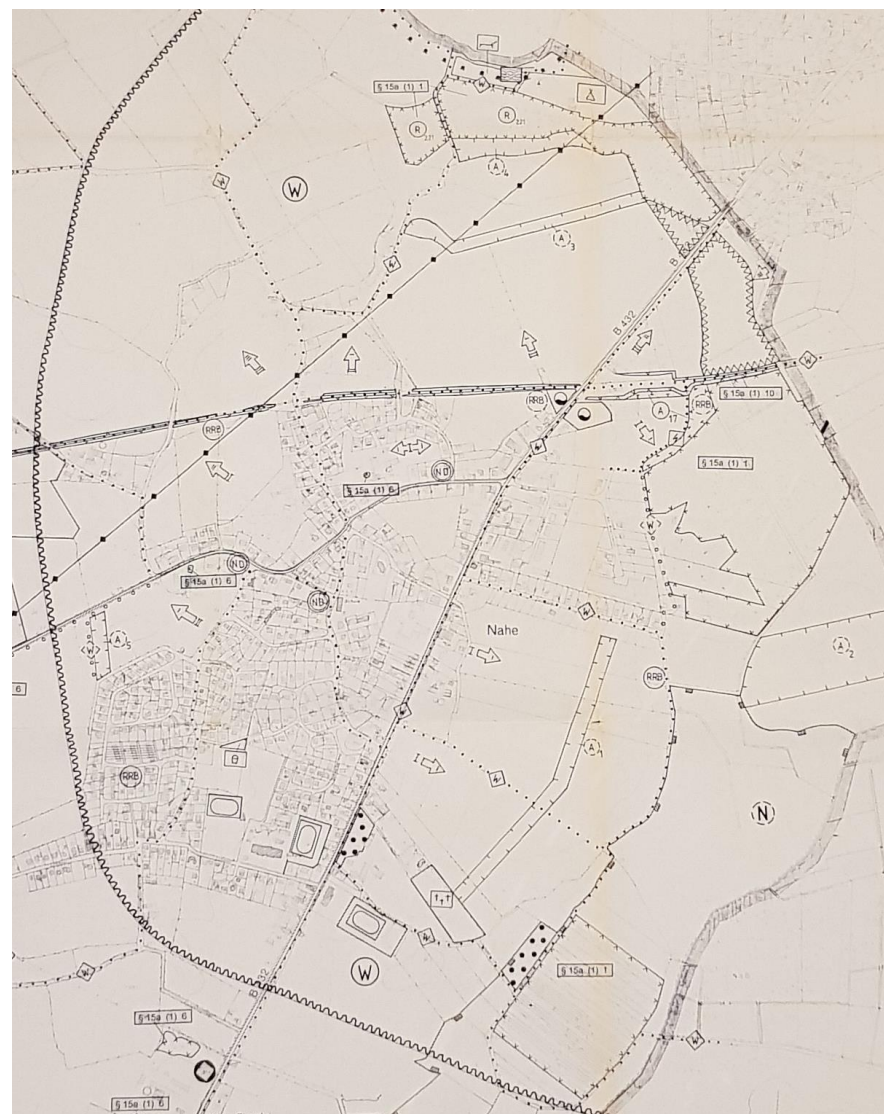 § 15a (1) 1
W
R
221
R
221
A
4
W
A
3
B
B 432
W
RRB
A
17
RRB
§ 15a (1) 10
RRB
ND
§ 15a (1) 6
§ 15a (1) 1
ND
§ 15a (1) 6
W
ND
Nahe
A
5
W
A
2
RRB
6
A
1
RRB
N
W
W
§ 15a (1) 1
§ 15a (1) 6
§ 15a (1) 6